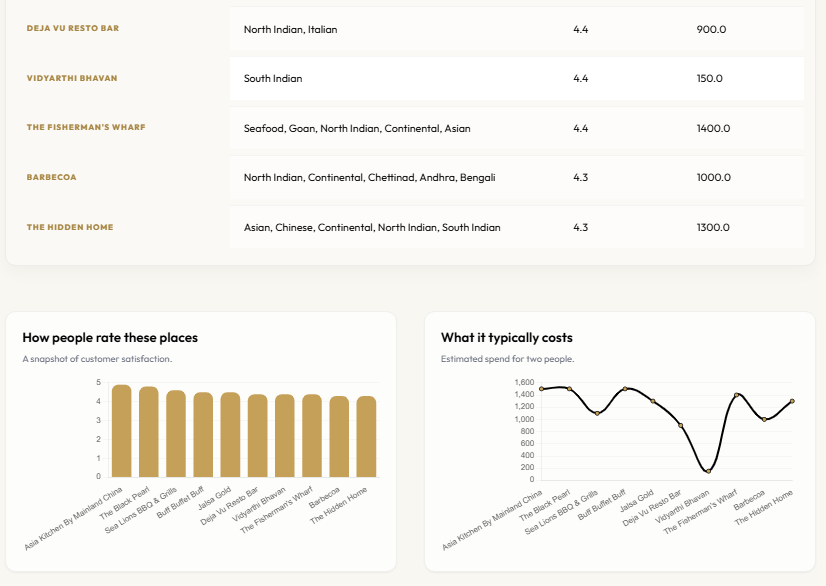 DEJA VU RESTO BAR North Indian, Italian 4.4 900.0
VIDYARTHI BHAVAN South Indian 4.4 150.0
THE FISHERMAN'S WHARF Seafood, Goan, North Indian, Continental, Asian 4.4 1400.0
BARBECOA North Indian, Continental, Chettinad, Andhra, Bengali 4.3 1000.0
THE HIDDEN HOME Asian, Chinese, Continental, North Indian, South Indian 4.3 1300.0
How people rate these places
A snapshot of customer satisfaction.
5
4
3
2
1
0
Asia Kitchen By Mainland China
The Black Pearl
Sea Lions BBQ & Grills
Buff Buffet Buff
Jalsa Gold
Deja Vu Resto Bar
Vidyarthi Bhavan
The Fisherman's Wharf
Barbecoa
The Hidden Home
What it typically costs
Estimated spend for two people.
1,600
1,400
1,200
1,000
800
600
400
200
0
Asia Kitchen By Mainland China
The Black Pearl
Sea Lions BBQ & Grills
Buff Buffet Buff
Jalsa Gold
Deja Vu Resto Bar
Vidyarthi Bhavan
The Fisherman's Wharf
Barbecoa
The Hidden Home